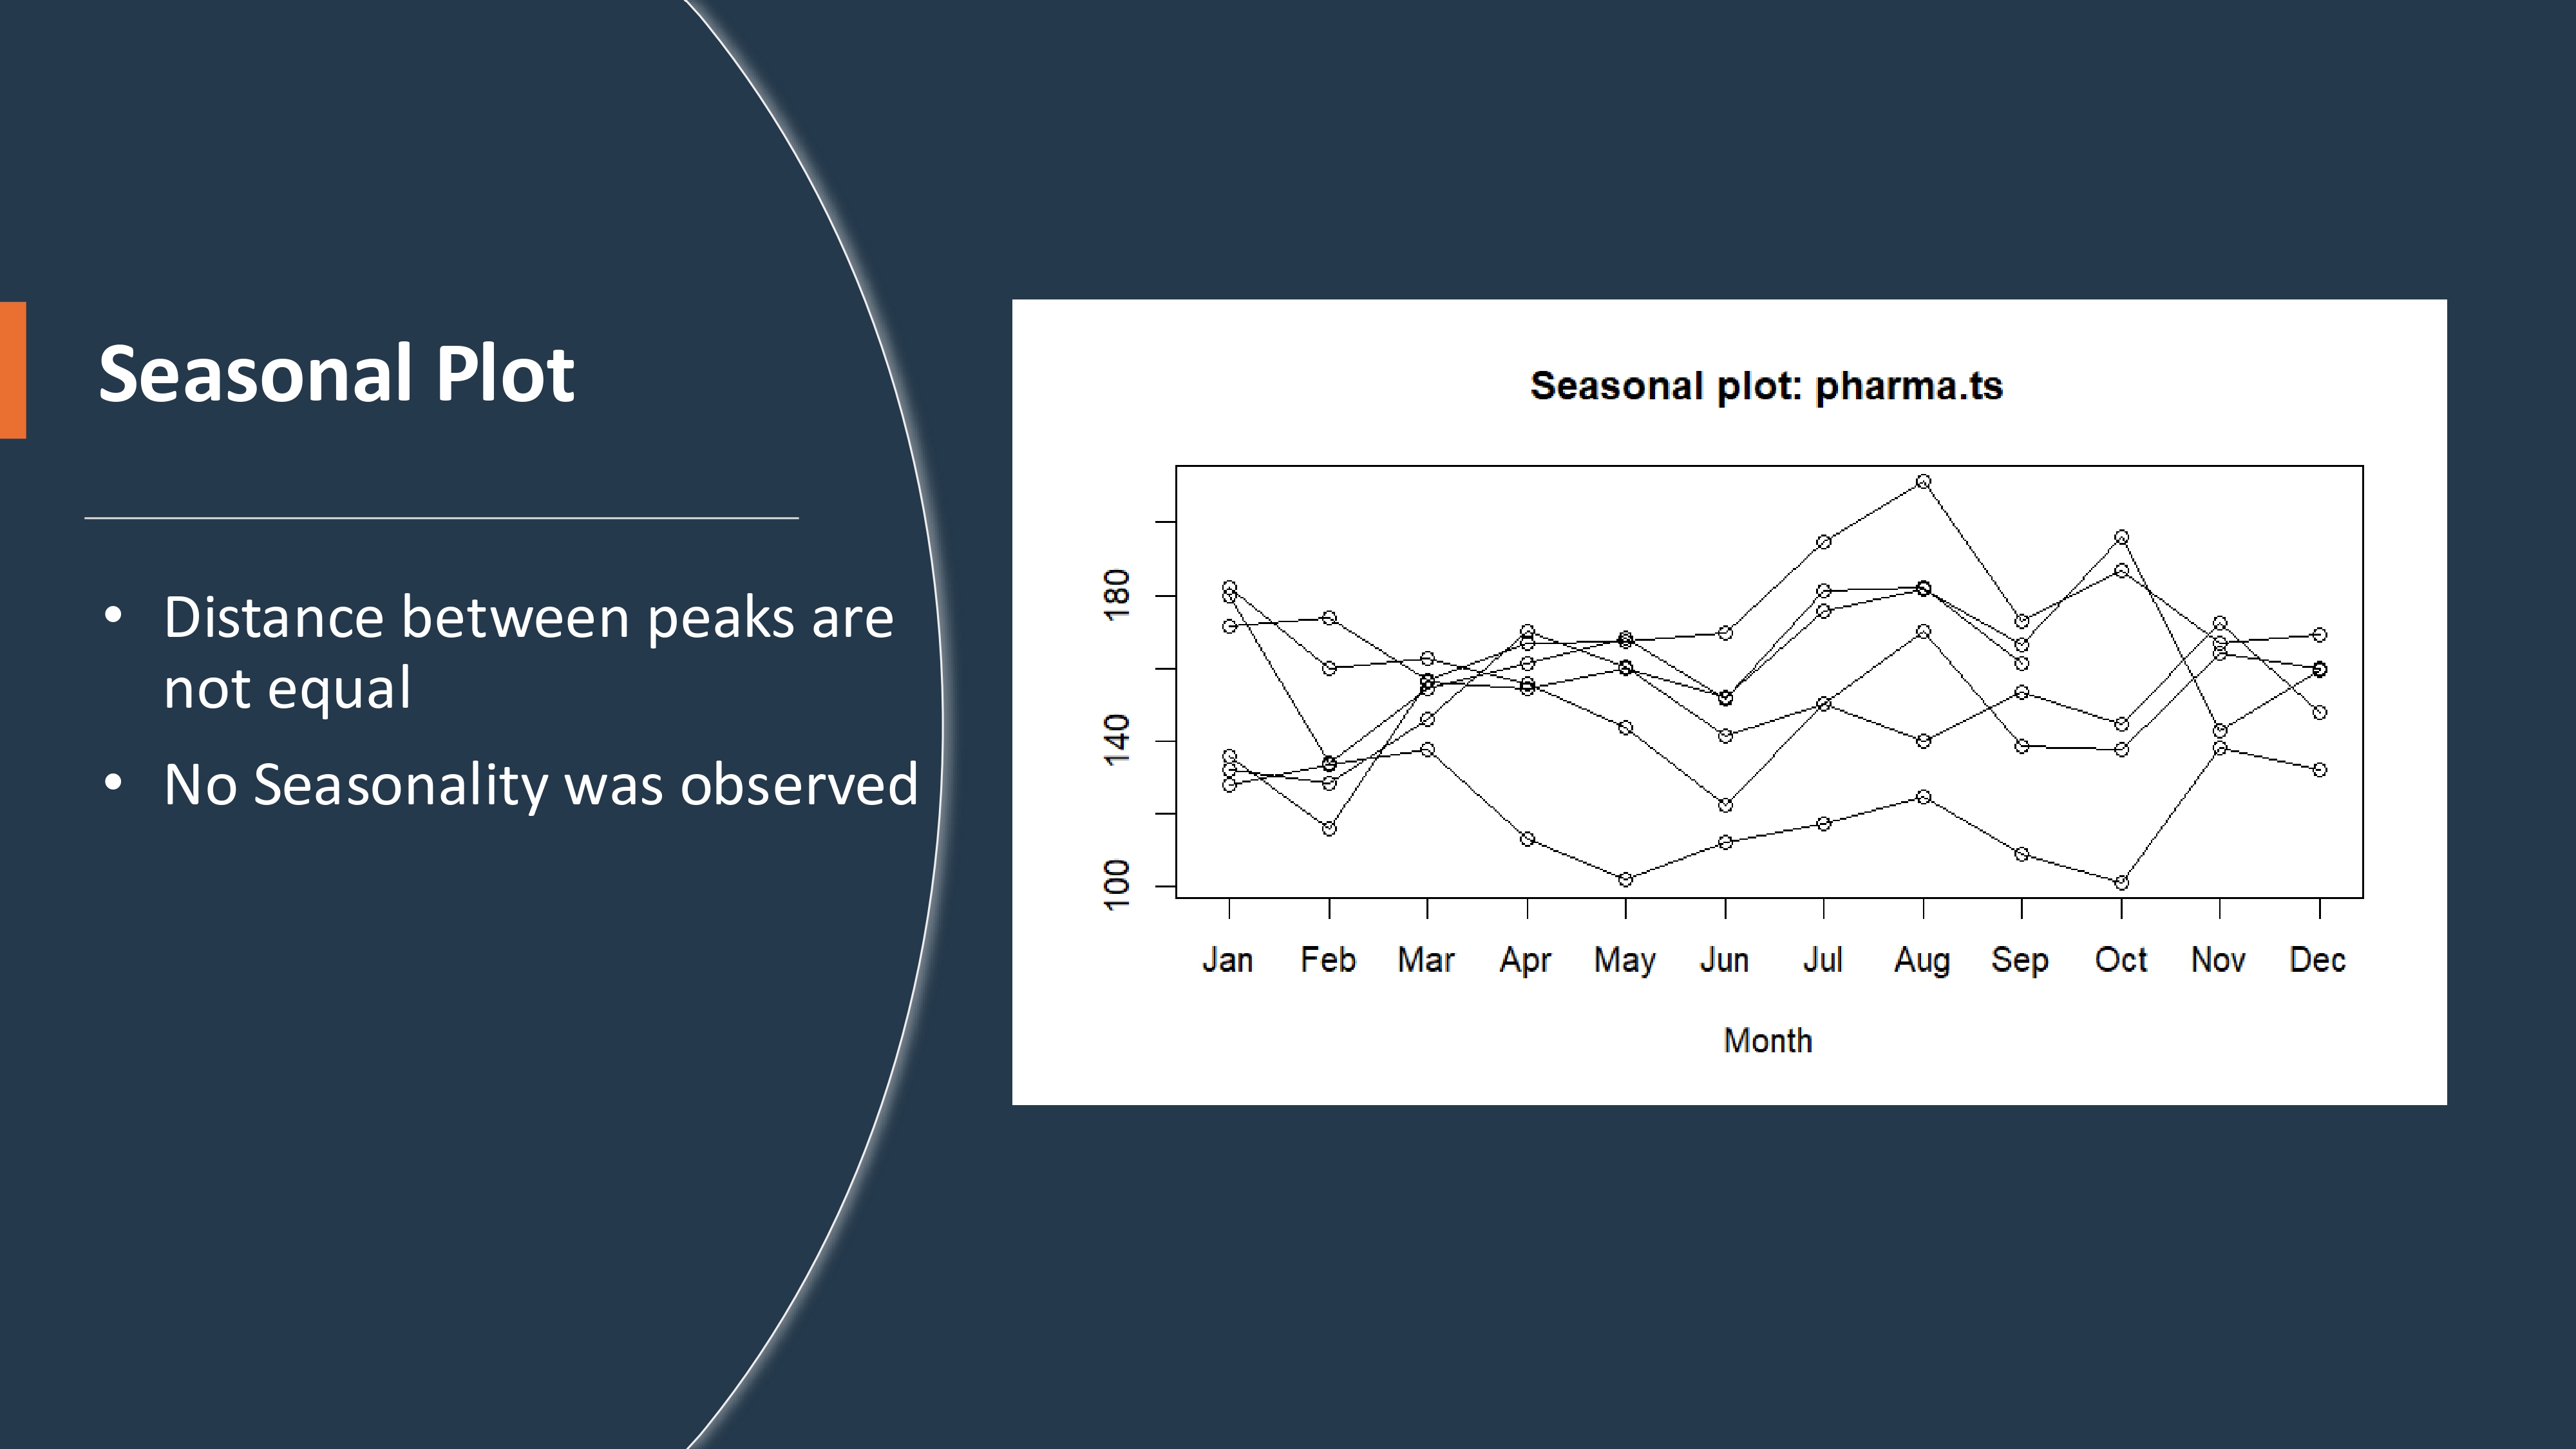 Seasonal Plot
• Distance between peaks are
not equal
• No Seasonality was observed
Seasonal plot: pharma.ts
180
140
100
Jan Feb Mar Apr May Jun Jul Aug Sep Oct Nov Dec
Month